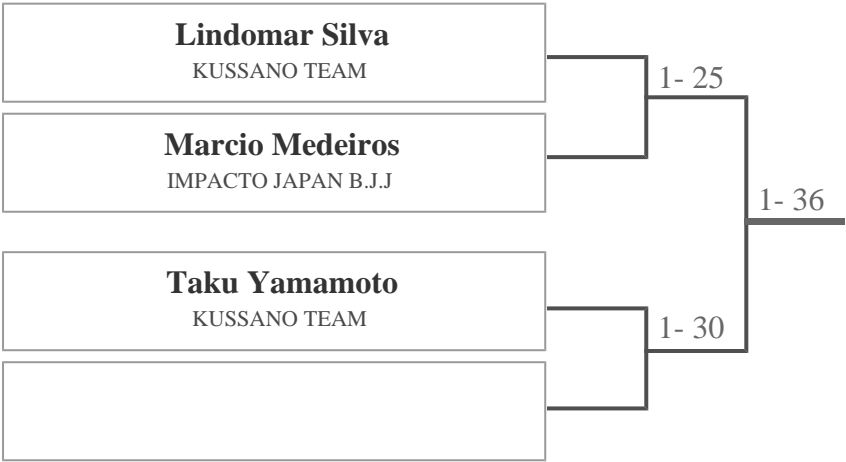 Lindomar Silva
KUSSANO TEAM
1- 25
Marcio Medeiros
IMPACTO JAPAN B.J.J
1- 36
Taku Yamamoto
KUSSANO TEAM
1- 30